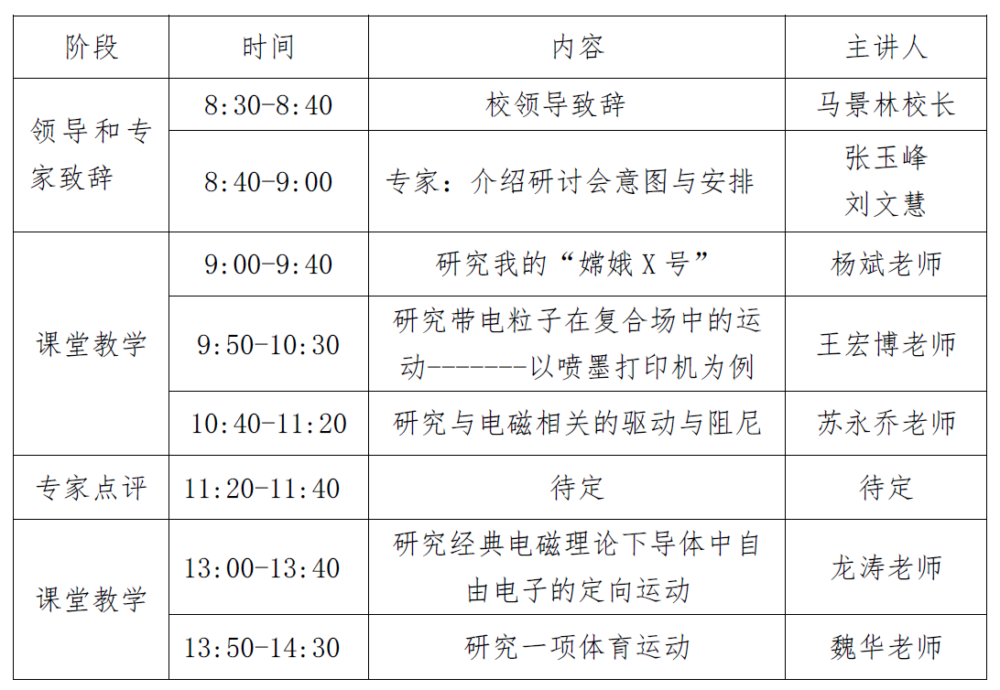 阶段 时间 内容 主讲人
领导和专
家致辞
8:30-8:40 校领导致辞 马景林校长
8:40-9:00 专家：介绍研讨会意图与安排 张玉峰
刘文慧
课堂教学
9:00-9:40 研究我的“嫦娥X号” 杨斌老师
9:50-10:30 研究带电粒子在复合场中的运
动-------以喷墨打印机为例 王宏博老师
10:40-11:20 研究与电磁相关的驱动与阻尼 苏永乔老师
专家点评 11:20-11:40 待定 待定
课堂教学
13:00-13:40 研究经典电磁理论下导体中自
由电子的定向运动 龙涛老师
13:50-14:30 研究一项体育运动 魏华老师